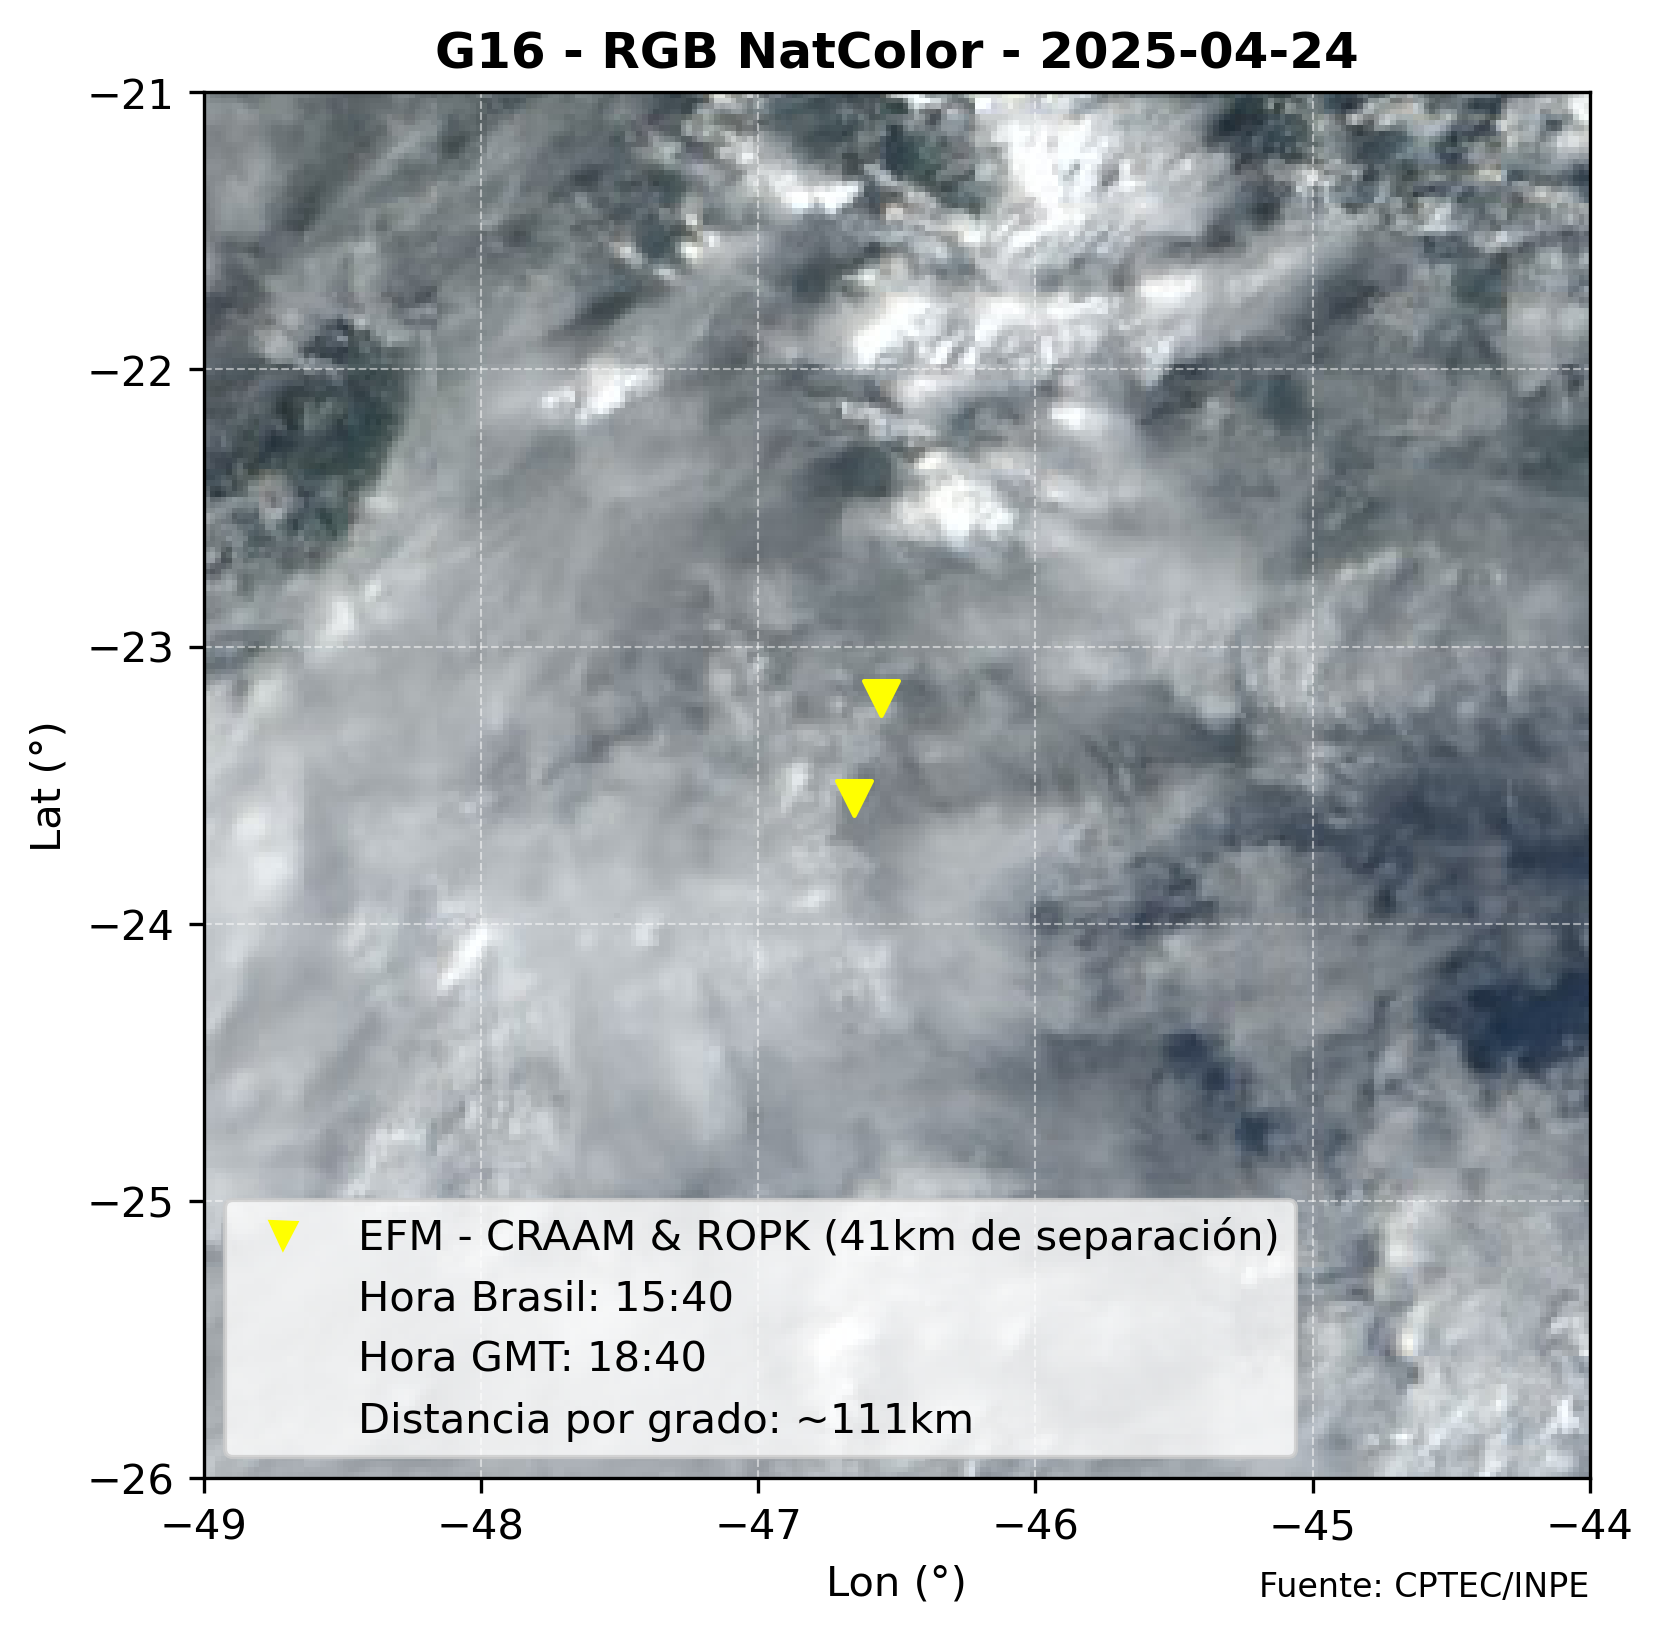 G16 - RGB NatColor - 2025-04-24
−21
−22
−23
−24
−25
−26
Lat (°)
EFM - CRAAM & ROPK (41km de separación)
Hora Brasil: 15:40
Hora GMT: 18:40
Distancia por grado: ~111km
−49 −48 −47 −46 −45 −44
Lon (°)
Fuente: CPTEC/INPE